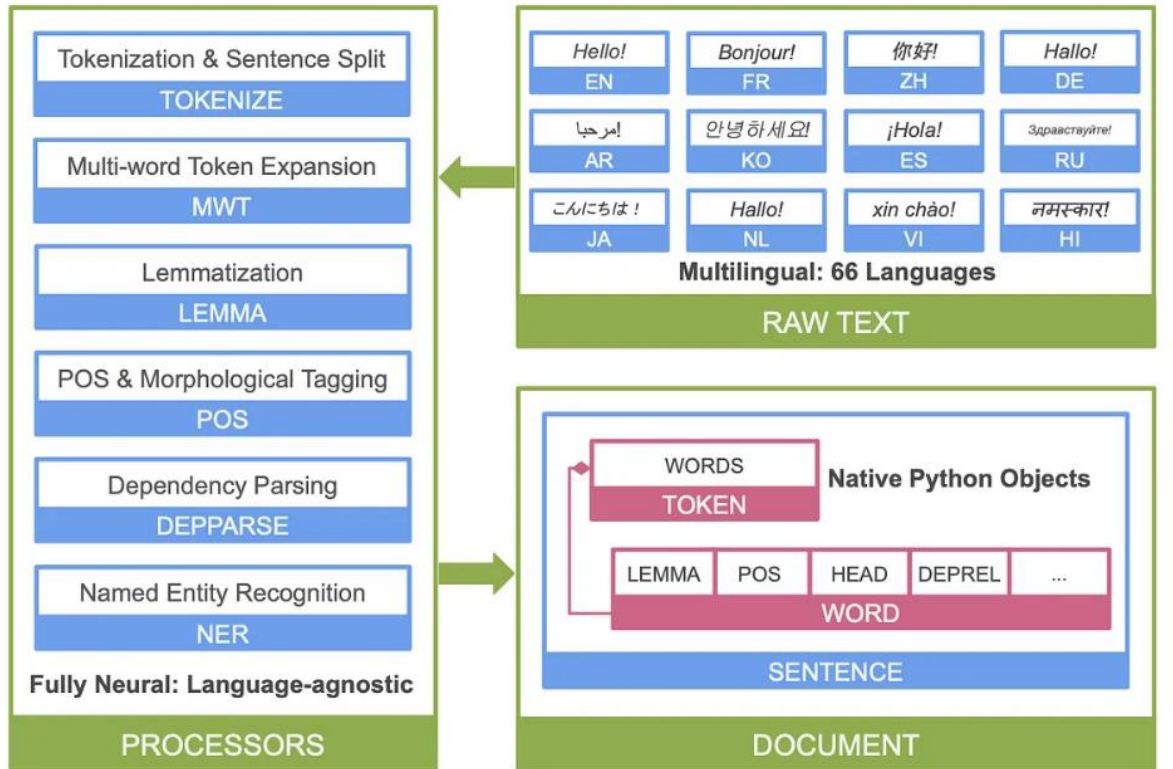 Tokenization & Sentence Split
TOKENIZE
Multi-word Token Expansion
MWT
Lemmatization
LEMMA
POS & Morphological Tagging
POS
Dependency Parsing
DEPPARSE
Named Entity Recognition
NER
Fully Neural: Language-agnostic
PROCESSORS
Hello!
EN
Bonjour!
FR
你好!
ZH
Hallo!
DE
مرحبا!
AR
안녕하세요!
KO
¡Hola!
ES
Здравствуйте!
RU
こんにちは！
JA
Hallo!
NL
xin chào!
VI
नमस्कार!
HI
Multilingual: 66 Languages
RAW TEXT
WORDS
TOKEN
Native Python Objects
LEMMA POS HEAD DEPREL ...
WORD
SENTENCE
DOCUMENT